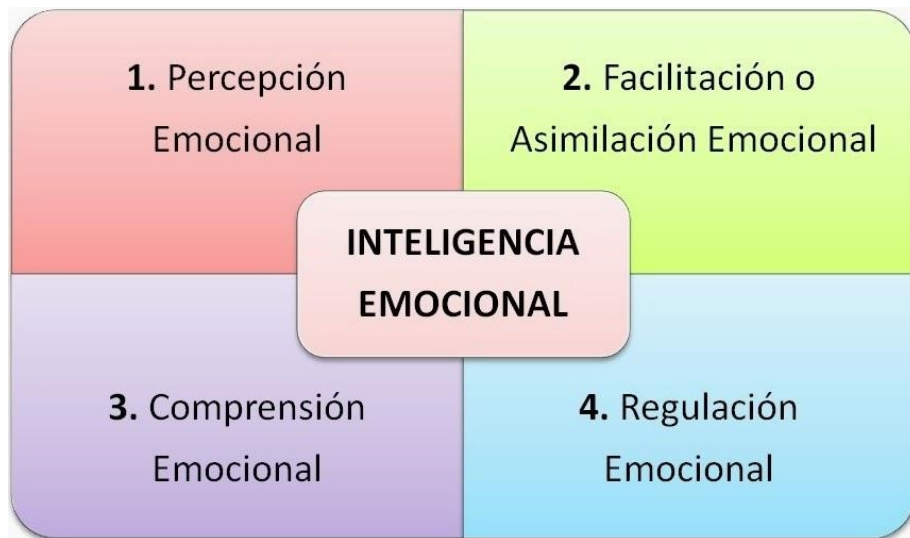 1. Percepción
Emocional
2. Facilitación o
Asimilación Emocional
INTELIGENCIA
EMOCIONAL
3. Comprensión
Emocional
4. Regulación
Emocional